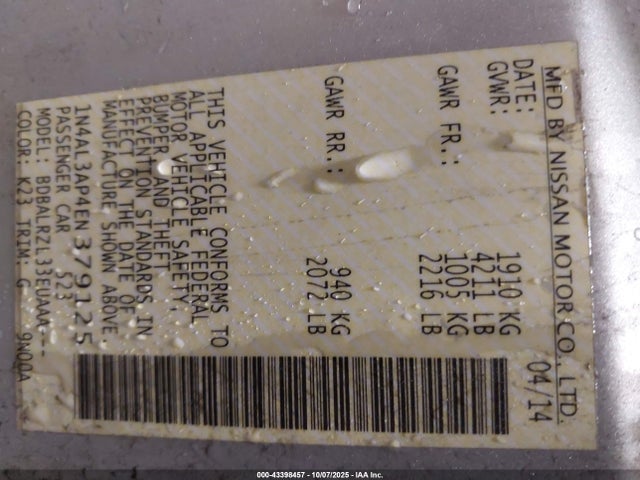 MFD BY NISSAN MOTOR CO., LTD.
DATE: 04/14
GVWR: 1910 KG
4211 LB
GAWR FR.: 1005 KG
2216 LB
GAWR RR.: 940 KG
2072 LB
THIS VEHICLE CONFORMS TO
ALL APPLICABLE FEDERAL
MOTOR VEHICLE SAFETY,
BUMPER, AND THEFT
PREVENTION STANDARDS IN
EFFECT ON THE DATE OF
MANUFACTURE SHOWN ABOVE.
1N4AL3AP4EN379125
PASSENGER CAR 523
MODEL: BDBALRZL33EUAA----
COLOR: K23 TRIM: G 9N00A
000-43398457 - 10/07/2025 - IAA Inc.